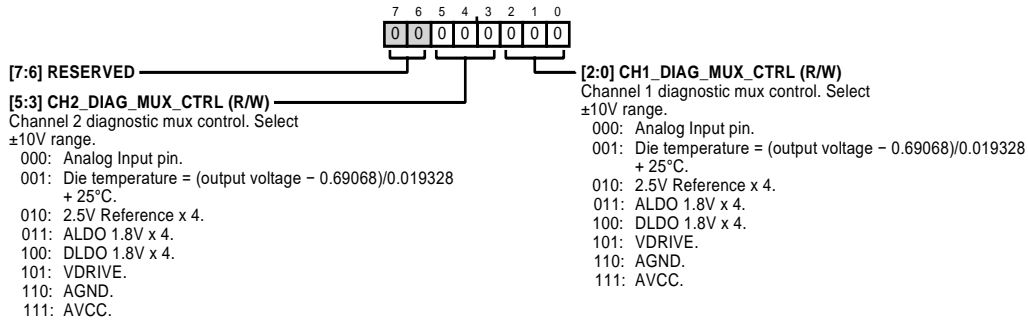 7 6 5 4 3 2 1 0
0 0 0 0 0 0 0 0
[7:6] RESERVED
[5:3] CH2_DIAG_MUX_CTRL (R/W)
Channel 2 diagnostic mux control. Select
±10V range.
000: Analog Input pin.
001: Die temperature = (output voltage − 0.69068)/0.019328
+ 25°C.
010: 2.5V Reference x 4.
011: ALDO 1.8V x 4.
100: DLDO 1.8V x 4.
101: VDRIVE.
110: AGND.
111: AVCC.
[2:0] CH1_DIAG_MUX_CTRL (R/W)
Channel 1 diagnostic mux control. Select
±10V range.
000: Analog Input pin.
001: Die temperature = (output voltage − 0.69068)/0.019328
+ 25°C.
010: 2.5V Reference x 4.
011: ALDO 1.8V x 4.
100: DLDO 1.8V x 4.
101: VDRIVE.
110: AGND.
111: AVCC.